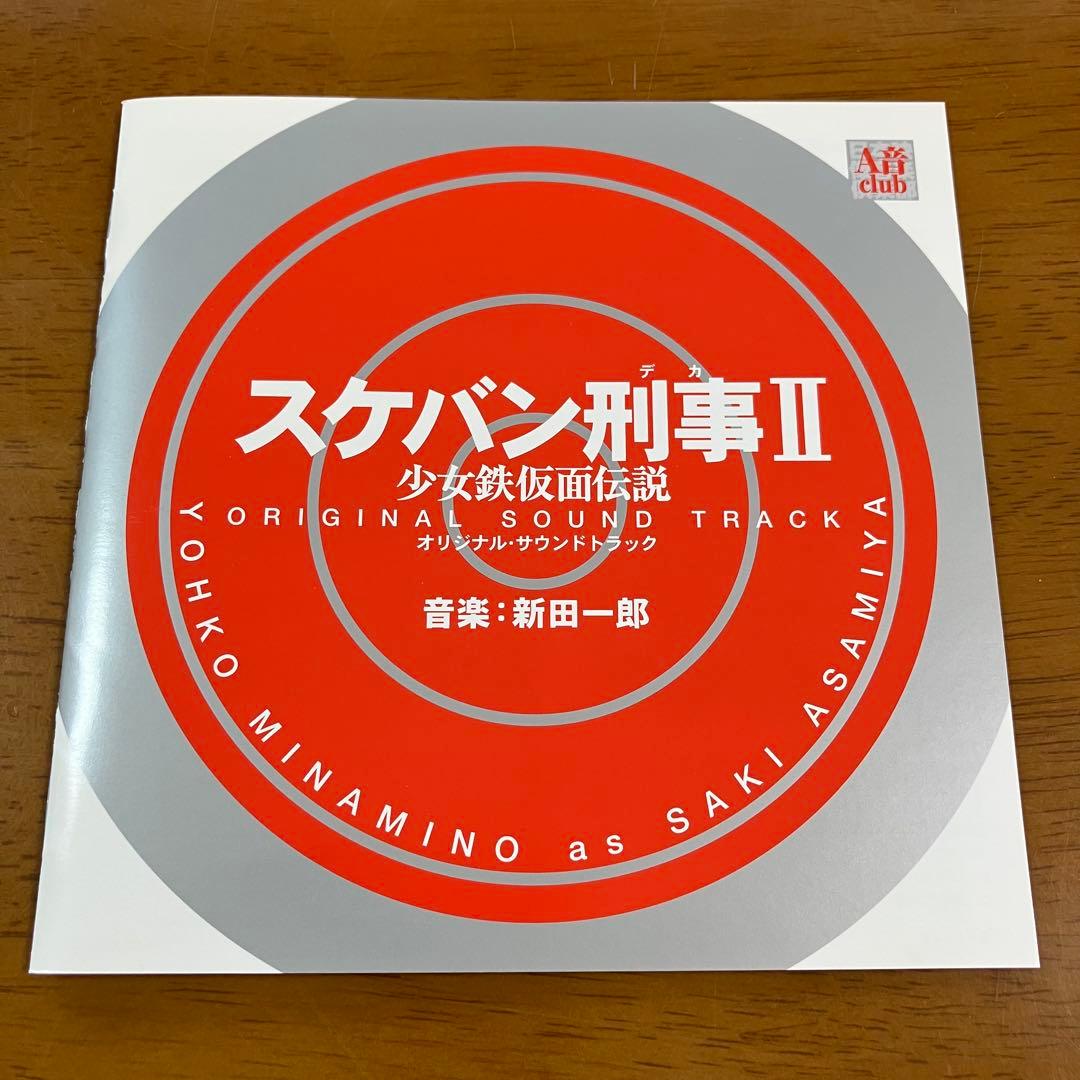 A音
club
デカ
スケバン刑事II
少女鉄仮面伝説
ORIGINAL SOUND TRACK
オリジナル・サウンドトラック
音楽：新田一郎
YOHKO MINAMINO as SAKI ASAMIYA